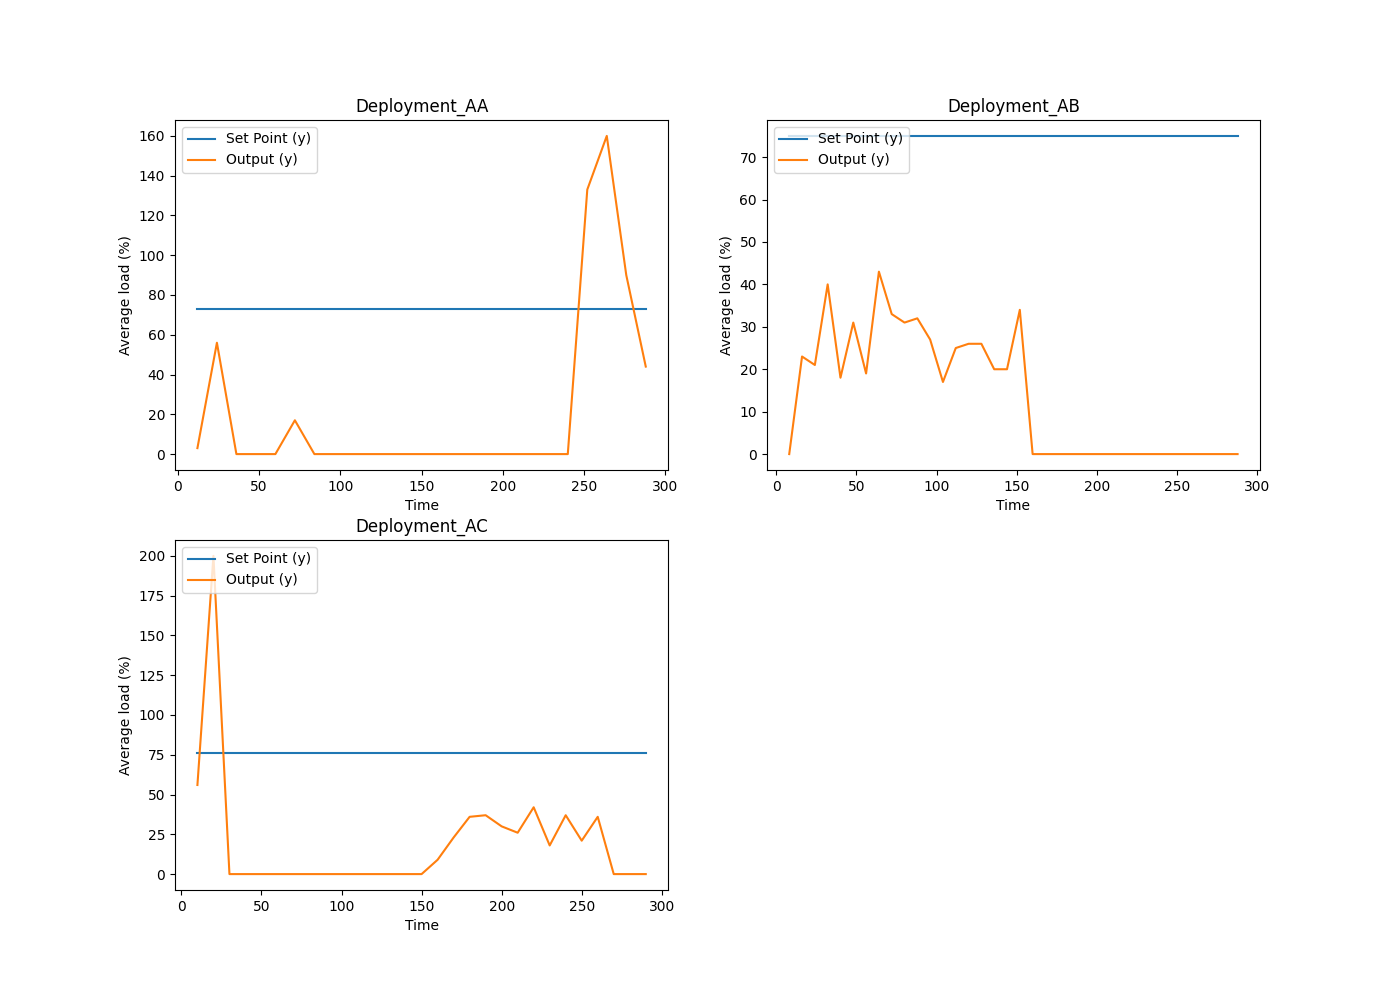 Deployment_AA
Set Point (y)
Output (y)
Average load (%)
160
140
120
100
80
60
40
20
0
0 50 100 150 200 250 300
Time
Deployment_AB
Set Point (y)
Output (y)
Average load (%)
70
60
50
40
30
20
10
0
0 50 100 150 200 250 300
Time
Deployment_AC
Set Point (y)
Output (y)
Average load (%)
200
175
150
125
100
75
50
25
0
0 50 100 150 200 250 300
Time